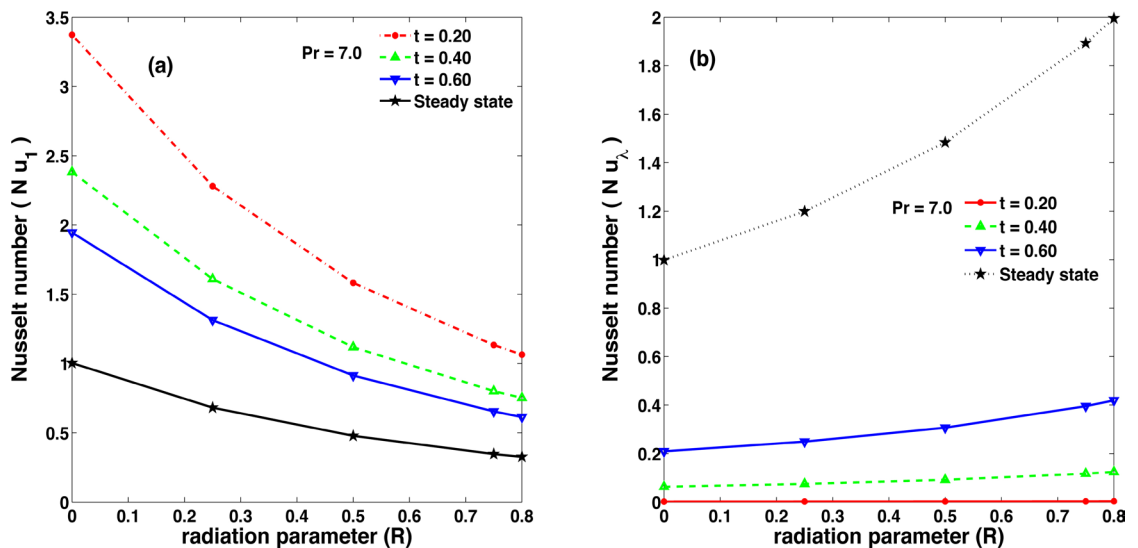 (a)
Pr = 7.0
t = 0.20
t = 0.40
t = 0.60
Steady state
Nusselt number ( N u1 )
3.5
3
2.5
2
1.5
1
0.5
0
0 0.1 0.2 0.3 0.4 0.5 0.6 0.7 0.8
radiation parameter (R)
(b)
Pr = 7.0
t = 0.20
t = 0.40
t = 0.60
Steady state
Nusselt number ( N uλ )
2
1.8
1.6
1.4
1.2
1
0.8
0.6
0.4
0.2
0
0 0.1 0.2 0.3 0.4 0.5 0.6 0.7 0.8
radiation parameter (R)